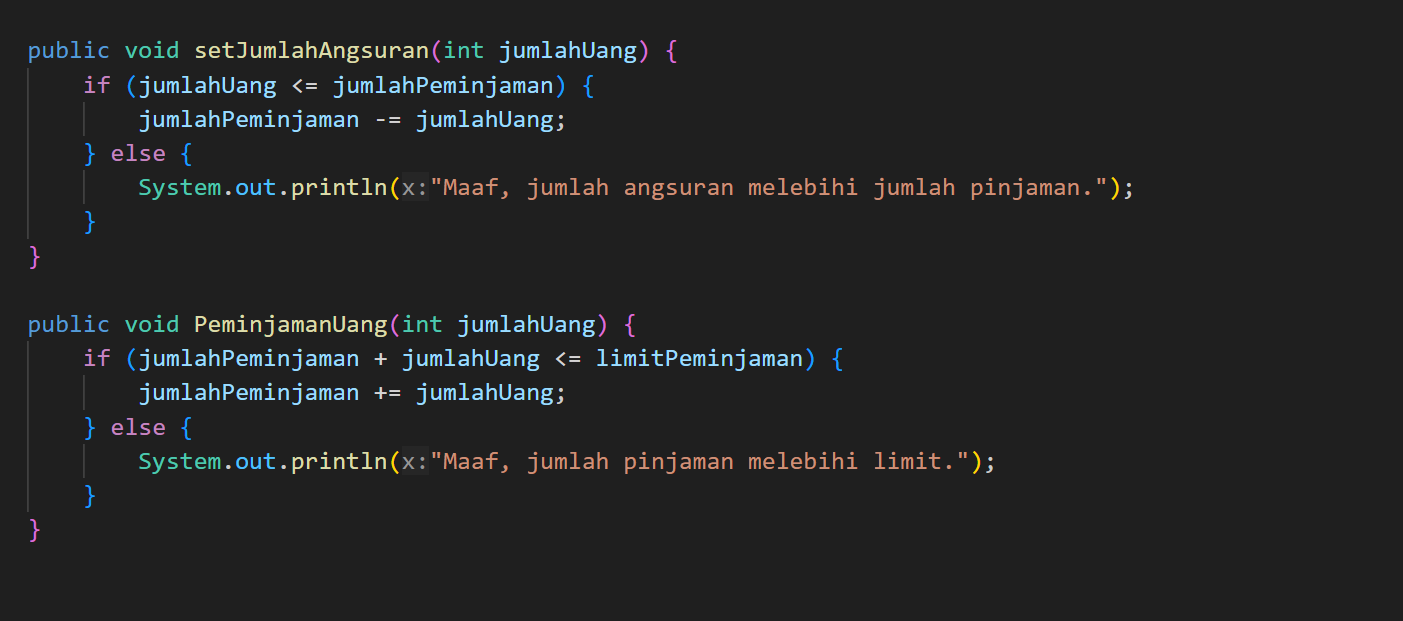 public void setJumlahAngsuran(int jumlahUang) {
    if (jumlahUang <= jumlahPeminjaman) {
        jumlahPeminjaman -= jumlahUang;
    } else {
        System.out.println(x:"Maaf, jumlah angsuran melebihi jumlah pinjaman.");
    }
}

public void PeminjamanUang(int jumlahUang) {
    if (jumlahPeminjaman + jumlahUang <= limitPeminjaman) {
        jumlahPeminjaman += jumlahUang;
    } else {
        System.out.println(x:"Maaf, jumlah pinjaman melebihi limit.");
    }
}